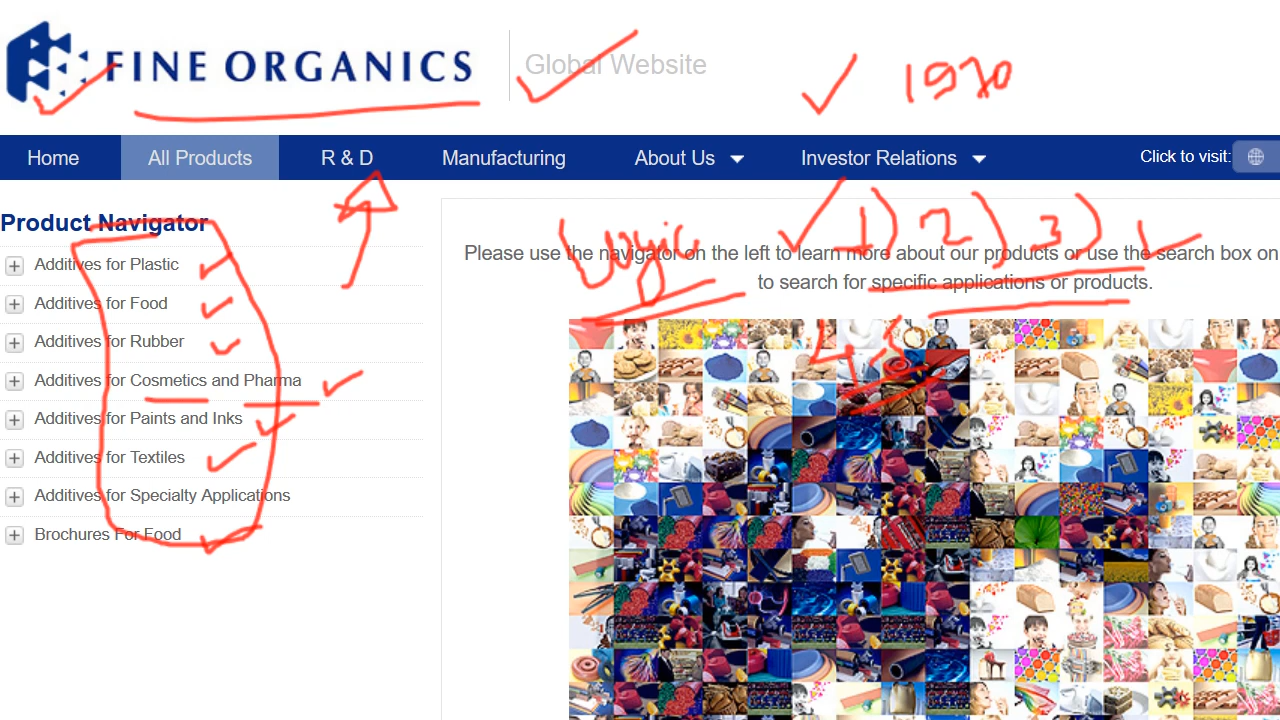 FINE ORGANICS
Global Website
1970
Home All Products R & D Manufacturing About Us Investor Relations Click to visit:
Product Navigator
Additives for Plastic
Additives for Food
Additives for Rubber
Additives for Cosmetics and Pharma
Additives for Paints and Inks
Additives for Textiles
Additives for Specialty Applications
Brochures For Food
Logic 1) 2) 3)
Please use the navigator on the left to learn more about our products or use the search box on
to search for specific applications or products.